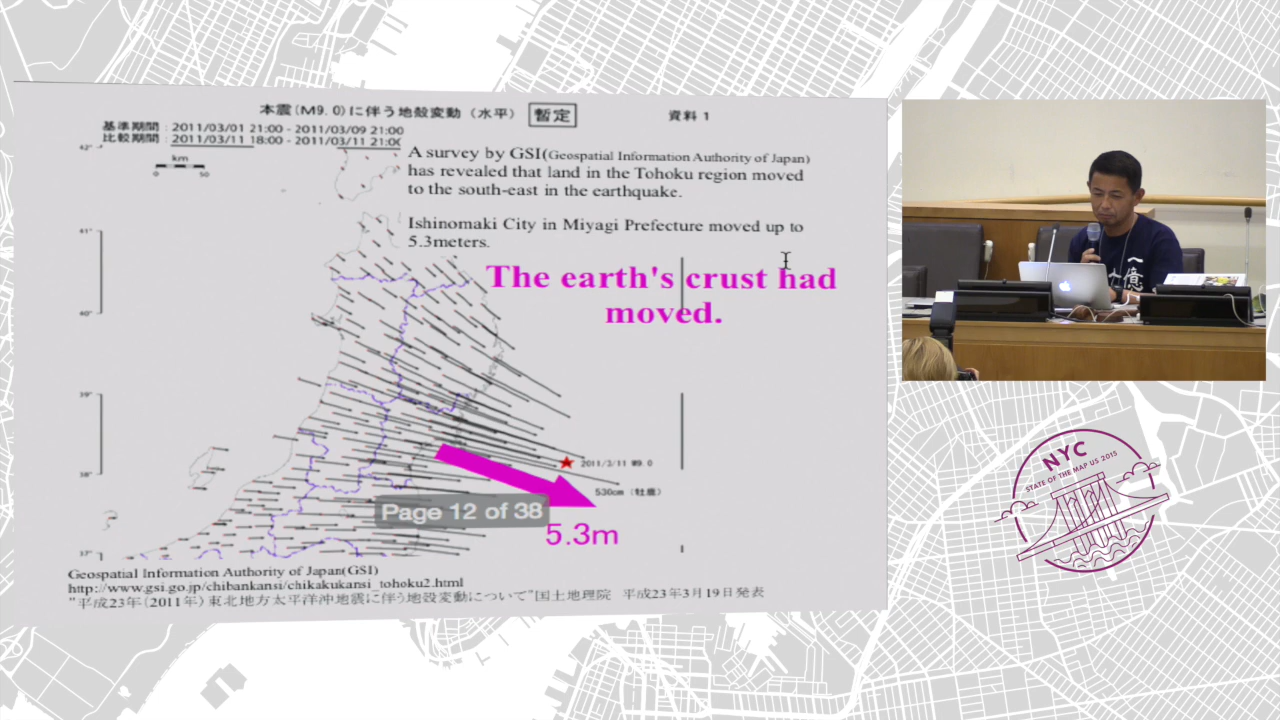 本震(M9.0)に伴う地殻変動(水平) 暫定 資料1
基準期間 : 2011/03/01 21:00 - 2011/03/09 21:00
比較期間 : 2011/03/11 18:00 - 2011/03/11 21:00
km
0 50
42°
41°
40°
39°
38°
37°
A survey by GSI(Geospatial Information Authority of Japan)
has revealed that land in the Tohoku region moved
to the south-east in the earthquake.
Ishinomaki City in Miyagi Prefecture moved up to
5.3meters.
The earth's crust had
moved.
2011/3/11 M9.0
530cm (牡鹿)
Page 12 of 38
5.3m
Geospatial Information Authority of Japan(GSI)
http://www.gsi.go.jp/chibankansi/chikakukansi_tohoku2.html
"平成23年(2011年)東北地方太平洋沖地震に伴う地殻変動について"国土地理院 平成23年3月19日発表
一億
NYC
STATE OF THE MAP US 2015